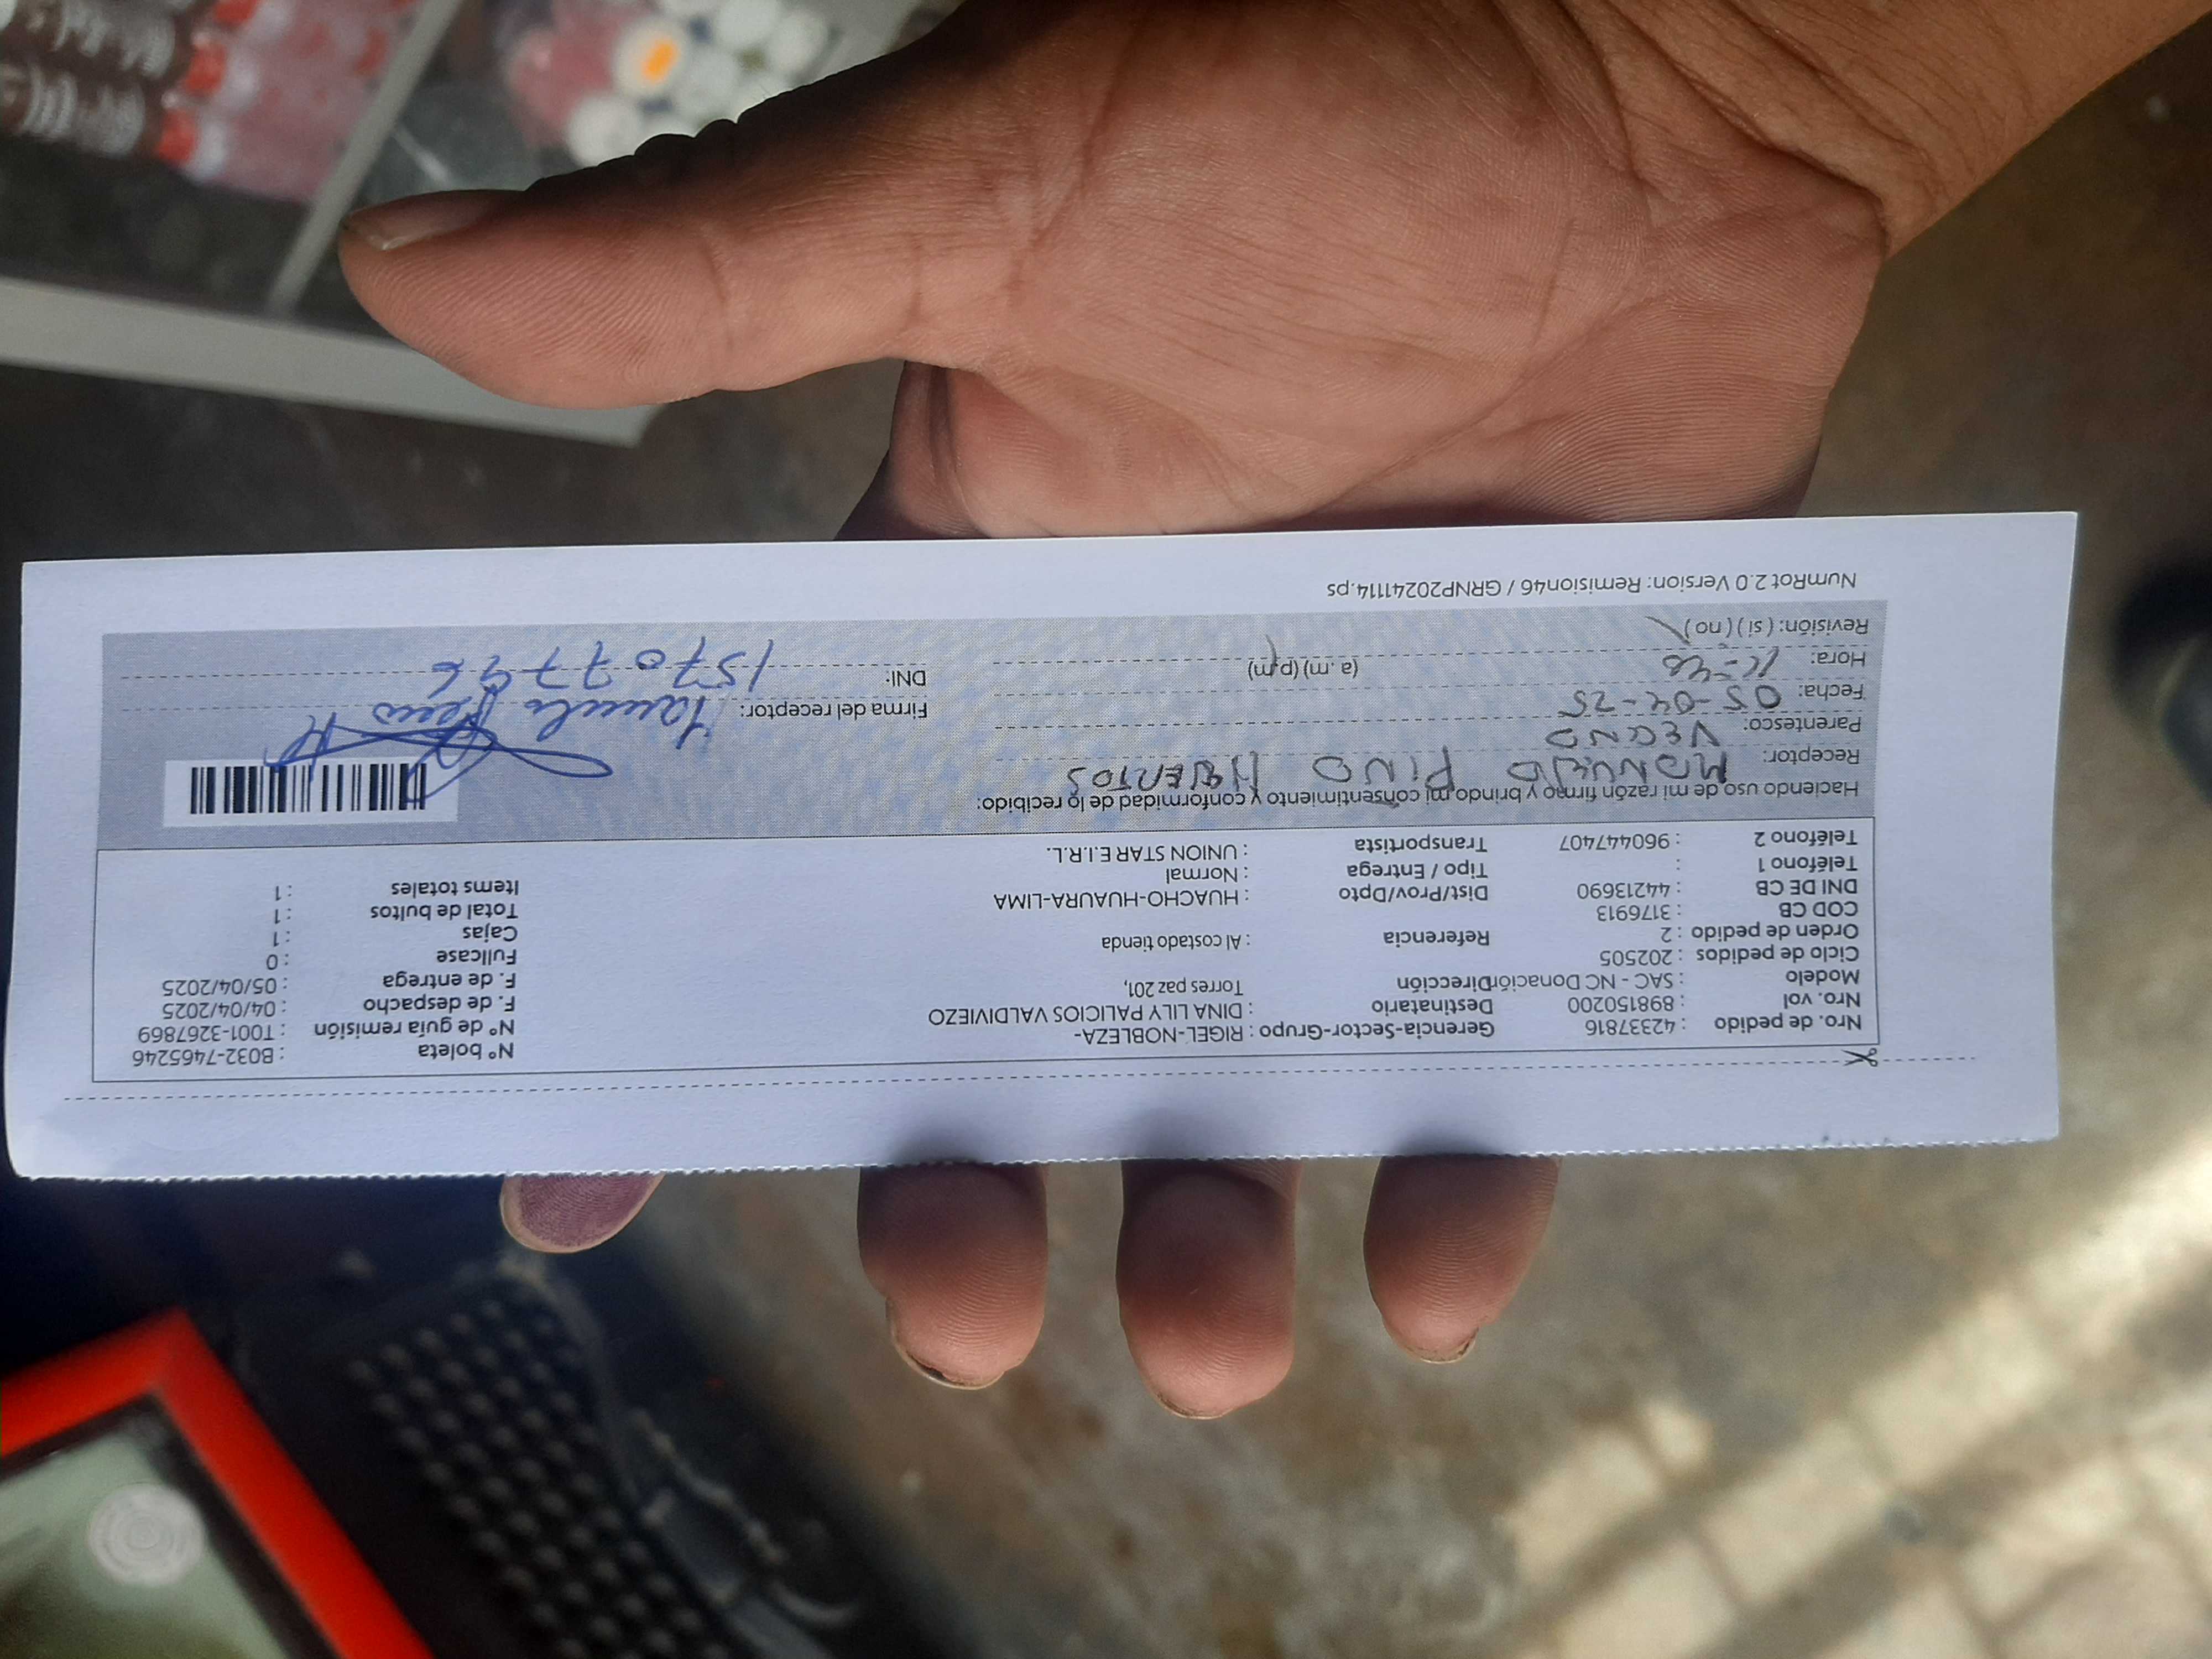 Nro. de pedido : 42337816 Gerencia-Sector-Grupo : RIGEL-NOBLEZA- N° boleta : B032-7465246
Nro. vol : 898150200 Destinatario : DINA LILY PALICIOS VALDIVIEZO N° de guía remisión : T001-3267869
Modelo : SAC - NC Donación Dirección Torres paz 201, F. de despacho : 04/04/2025
Ciclo de pedidos : 202505 F. de entrega : 05/04/2025
Orden de pedido : 2 Referencia : Al costado tienda Fullcase : 0
COD CB : 3176913 Cajas : 1
DNI DE CB : 44213690 Dist/Prov/Dpto : HUACHO-HUAURA-LIMA Total de bultos : 1
Teléfono 1 : Tipo / Entrega : Normal Items totales : 1
Teléfono 2 : 960447407 Transportista : UNION STAR E.I.R.L.
Haciendo uso de mi razón firmo y brindo mi consentimiento y conformidad de lo recibido:
Receptor: MANUELO PINO HUERTOS
Parentesco: VECINO
Fecha: 05-04-25 Firma del receptor:
Hora: (a. m) (p.m) DNI: 15707796
Revisión: (si) (no)
NumRot 2.0 Version: Remision46 / GRNP20241114.ps